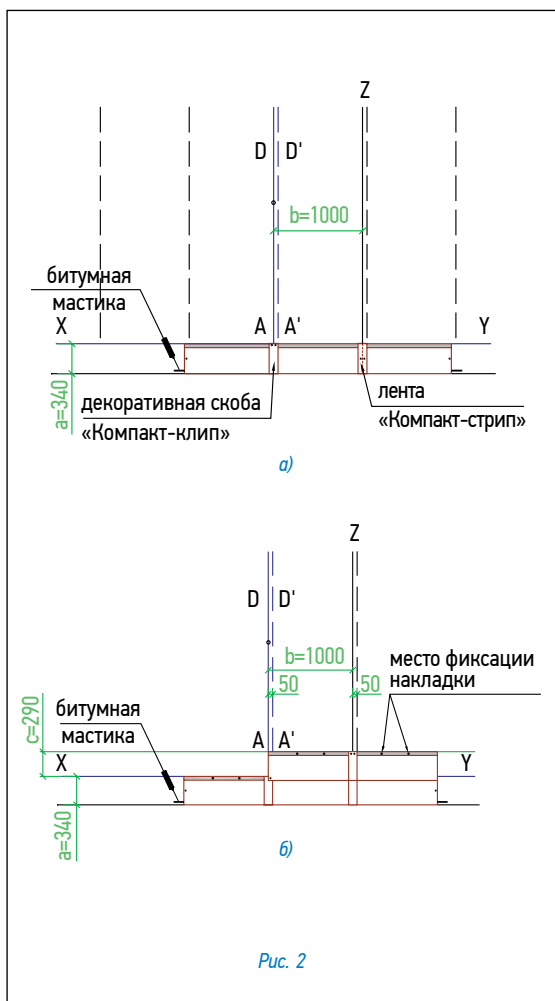 Z
D D'
b=1000
битумная
мастика
X A A' Y
a=340
декоративная скоба
«Компакт-клип»
лента
«Компакт-стрип»
а)
Z
D D'
b=1000
50 50
место фиксации
накладки
битумная
мастика
c=290
A A'
X Y
a=340
б)
Рис. 2